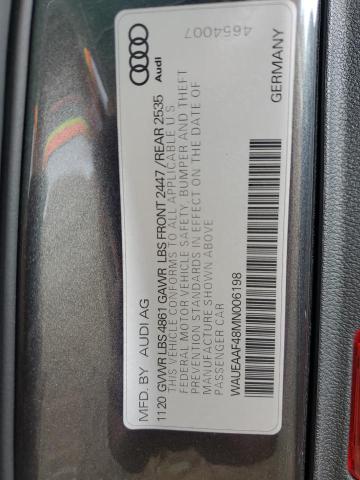 MFD. BY AUDI AG
1120 GVWR LBS 4861 GAWR LBS FRONT 2447/REAR 2535
THIS CONFORMS TO ALL APPLICABLE U S
FEDERAL MOTOR VEHICLE SAFETY, BUMPER AND THEFT
PREVENTION STANDARDS IN EFFECT ON THE DATE OF
MANUFACTURE SHOWN ABOVE
PASSENGER CAR
WAUEAAF48MN006198
GERMANY
Audi
4654007